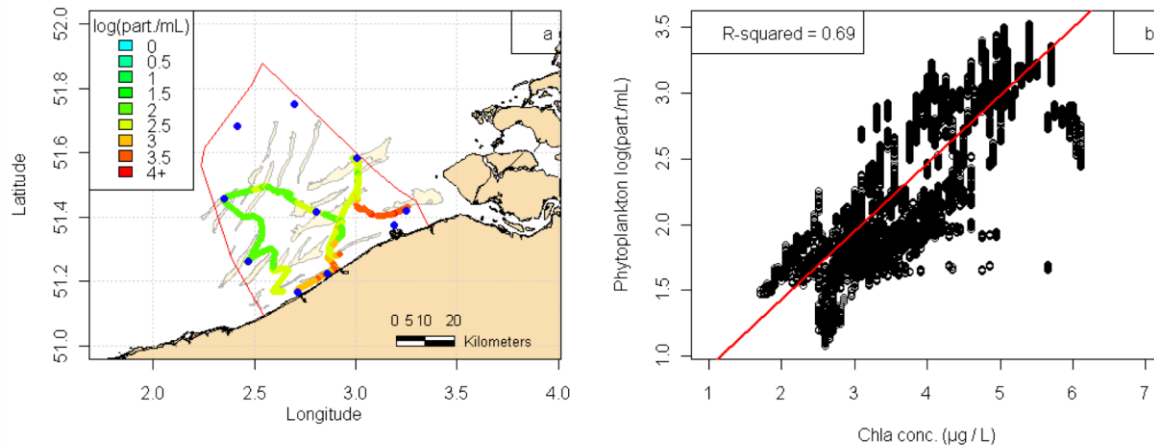 log(part./mL)
0
0.5
1
1.5
2
2.5
3
3.5
4+
a
Latitude
52.0
51.8
51.6
51.4
51.2
51.0
0 5 10 20
Kilometers
2.0 2.5 3.0 3.5 4.0
Longitude
R-squared = 0.69
b
Phytoplankton log(part./mL)
3.5
3.0
2.5
2.0
1.5
1.0
1 2 3 4 5 6 7
Chla conc. (µg / L)